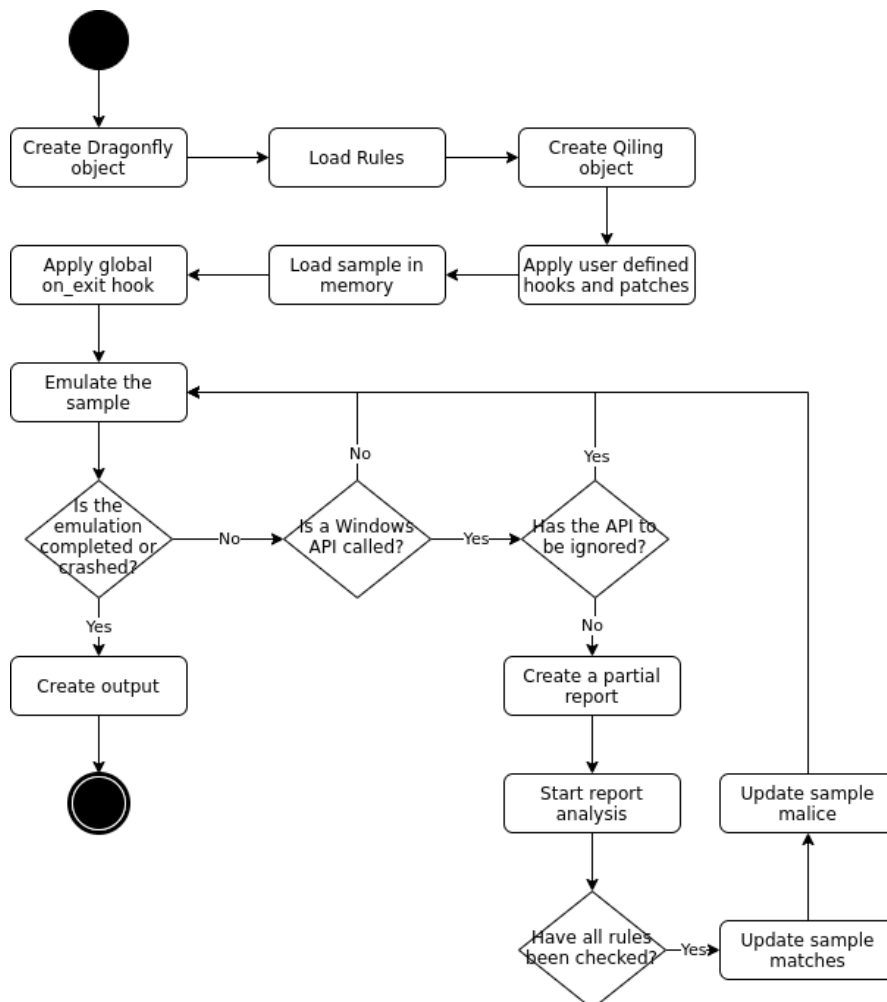 Create Dragonfly
object
Load Rules
Create Qiling
object
Apply global
on_exit hook
Load sample in
memory
Apply user defined
hooks and patches
Emulate the
sample
No
Yes
Is the
emulation
completed or
crashed?
No
Is a Windows
API called?
Yes
Has the API to
be ignored?
Yes
No
Create output
Create a partial
report
Start report
analysis
Update sample
malice
Have all rules
been checked?
Yes
Update sample
matches